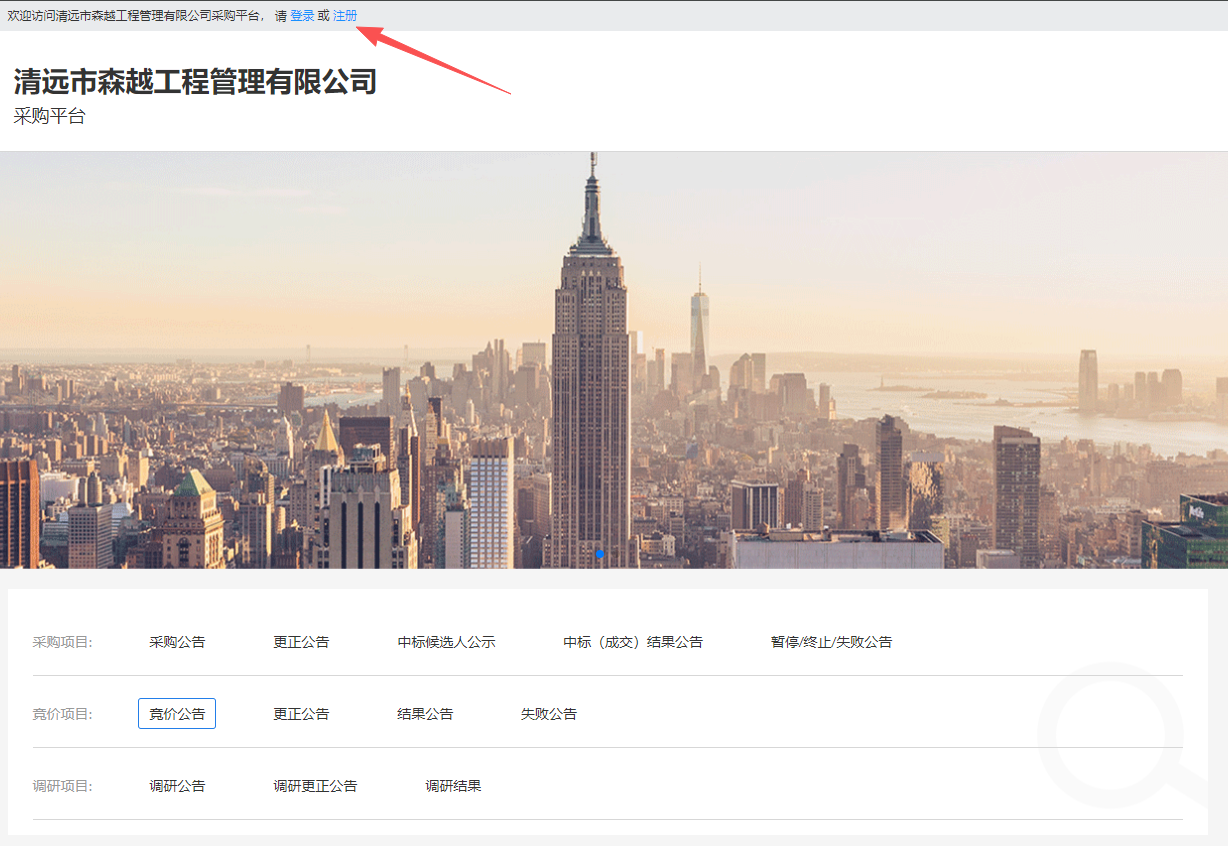 欢迎访问清远市森越工程管理有限公司采购平台， 请 登录 或 注册
清远市森越工程管理有限公司
采购平台
采购项目: 采购公告 更正公告 中标候选人公示 中标（成交）结果公告 暂停/终止/失败公告
竞价项目: 竞价公告 更正公告 结果公告 失败公告
调研项目: 调研公告 调研更正公告 调研结果